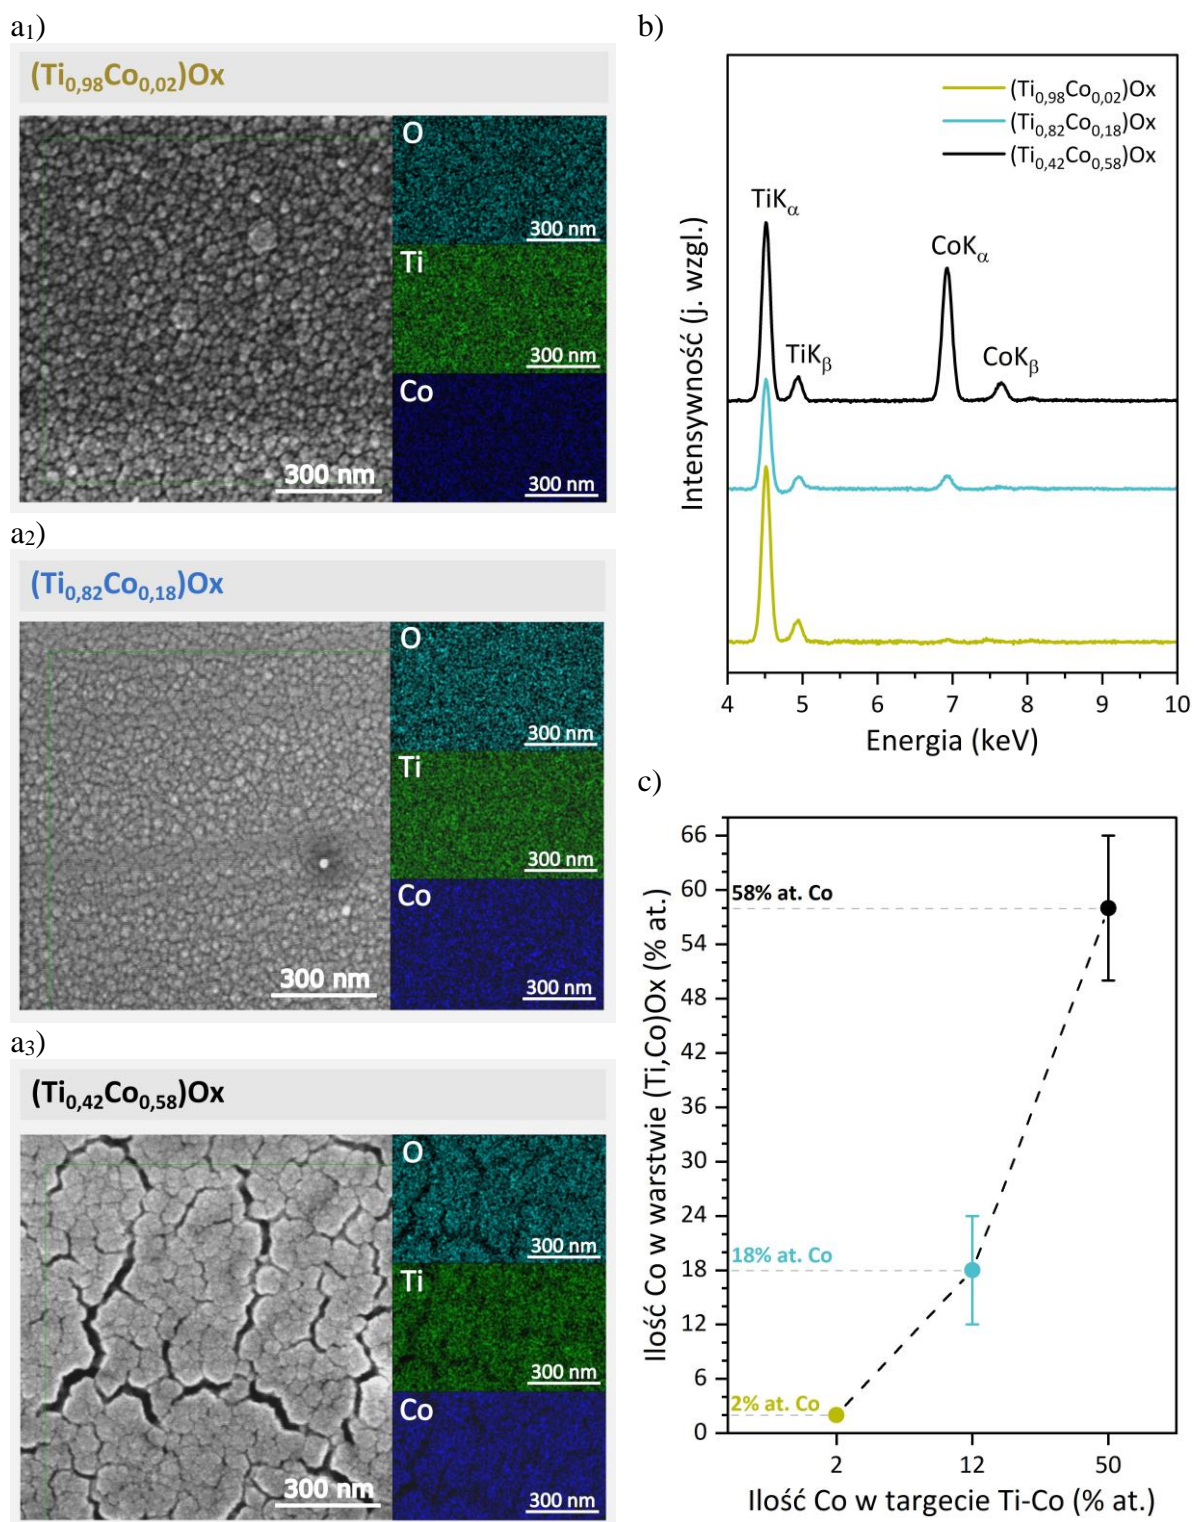 a₁)
(Ti₀,₉₈Co₀,₀₂)Ox
O
300 nm
Ti
300 nm
Co
300 nm
300 nm
a₂)
(Ti₀,₈₂Co₀,₁₈)Ox
O
300 nm
Ti
300 nm
Co
300 nm
300 nm
a₃)
(Ti₀,₄₂Co₀,₅₈)Ox
O
300 nm
Ti
300 nm
Co
300 nm
300 nm
b)
(Ti₀,₉₈Co₀,₀₂)Ox
(Ti₀,₈₂Co₀,₁₈)Ox
(Ti₀,₄₂Co₀,₅₈)Ox
TiKα
CoKα
TiKβ
CoKβ
Intensywność (j. wzgl.)
4 5 6 7 8 9 10
Energia (keV)
c)
66
60
54
48
42
36
30
24
18
12
6
0
58% at. Co
18% at. Co
2% at. Co
Ilość Co w warstwie (Ti,Co)Ox (% at.)
2 12 50
Ilość Co w targecie Ti-Co (% at.)